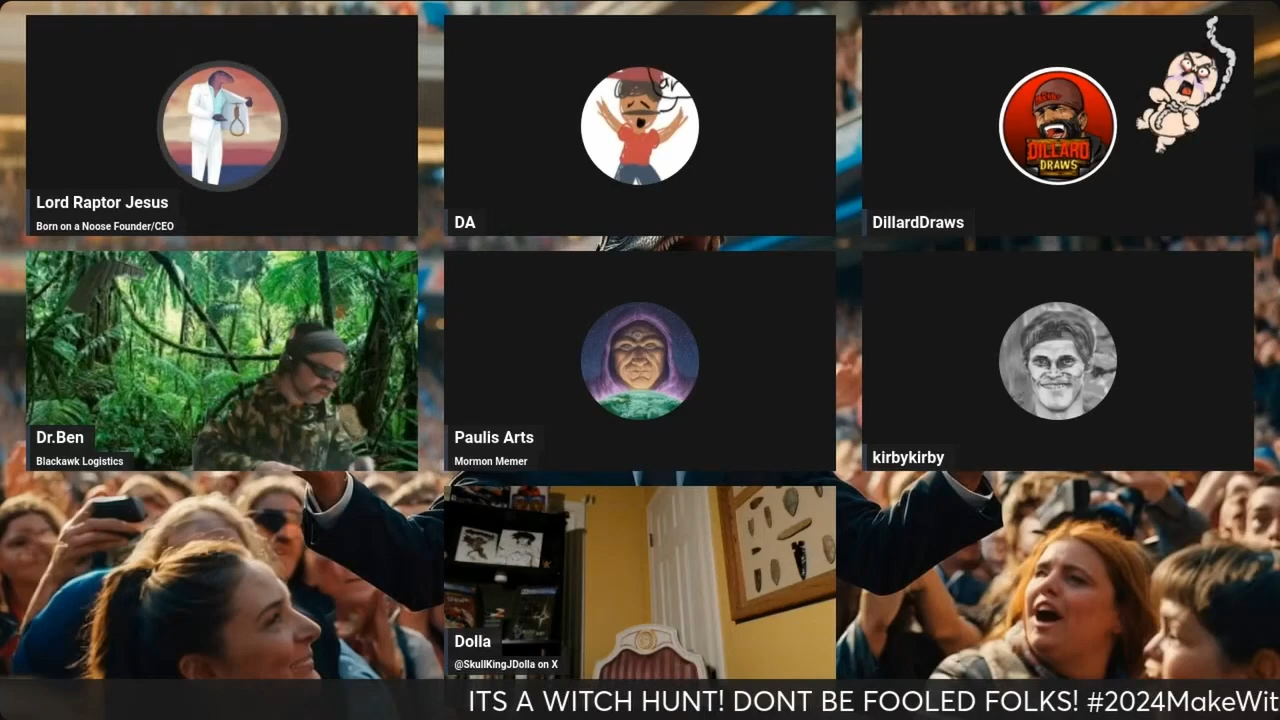 Lord Raptor Jesus
Born on a Noose Founder/CEO
DA
DILLARD
DRAWS
DillardDraws
Dr.Ben
Blackawk Logistics
Paulis Arts
Mormon Memer
kirbykirby
Dolla
@SkullKingJDolla on X
ITS A WITCH HUNT! DONT BE FOOLED FOLKS! #2024MakeWit